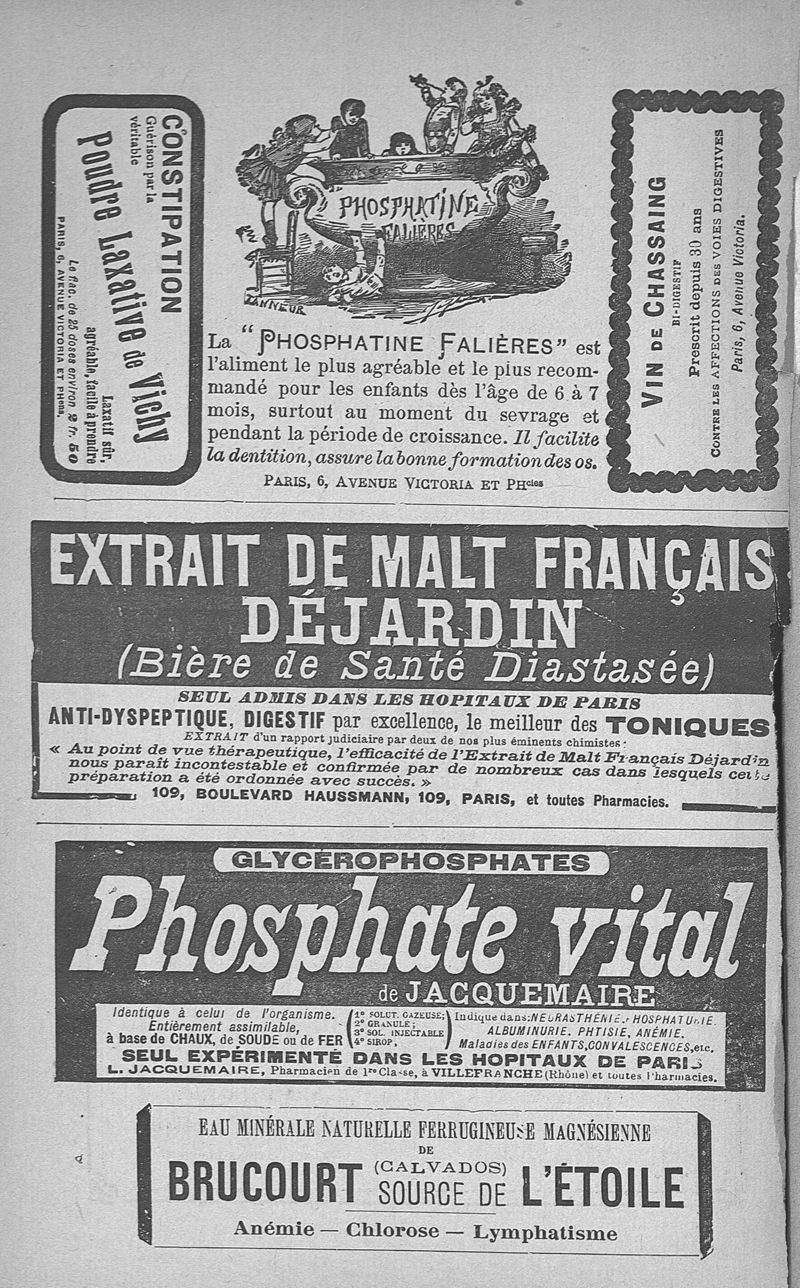 CONSTIPATION
Guérison par la
véritable
Poudre Laxative de Vichy
Laxatif sûr,
agréable, facile à prendre
Le flac. de 25 doses environ 2 fr. 50
PARIS, 6, AVENUE VICTORIA ET PHcies.
PHOSPHATINE
FALIÈRES
ZANNEUR
La "PHOSPHATINE FALIÈRES" est
l'aliment le plus agréable et le plus recom-
mandé pour les enfants dès l'âge de 6 à 7
mois, surtout au moment du sevrage et
pendant la période de croissance. Il facilite
la dentition, assure la bonne formation des os.
PARIS, 6, AVENUE VICTORIA ET PHcies
VIN DE CHASSAING
BI-DIGESTIF
Prescrit depuis 30 ans
CONTRE LES AFFECTIONS DES VOIES DIGESTIVES
Paris, 6, Avenue Victoria.
EXTRAIT DE MALT FRANÇAIS
DÉJARDIN
(Bière de Santé Diastasée)
SEUL ADMIS DANS LES HOPITAUX DE PARIS
ANTI-DYSPEPTIQUE, DIGESTIF par excellence, le meilleur des TONIQUES
EXTRAIT d'un rapport judiciaire par deux de nos plus éminents chimistes :
« Au point de vue thérapeutique, l'efficacité de l'Extrait de Malt Français Déjardin
nous paraît incontestable et confirmée par de nombreux cas dans lesquels cette
préparation a été ordonnée avec succès. »
109, BOULEVARD HAUSSMANN, 109, PARIS, et toutes Pharmacies.
GLYCÉROPHOSPHATES
Phosphate vital
de JACQUEMAIRE
Identique à celui de l'organisme.
Entièrement assimilable,
à base de CHAUX, de SOUDE ou de FER
1° SOLUT. GAZEUSE;
2° GRANULÉ;
3° SOL. INJECTABLE
4° SIROP.
Indiqué dans: NEURASTHÉNIE, PHOSPHATURIE.
ALBUMINURIE. PHTISIE, ANÉMIE.
Maladies des ENFANTS, CONVALESCENCES, etc.
SEUL EXPÉRIMENTÉ DANS LES HOPITAUX DE PARIS
L. JACQUEMAIRE, Pharmacien de 1re Classe, à VILLEFRANCHE (Rhône) et toutes Pharmacies.
EAU MINÉRALE NATURELLE FERRUGINEUSE MAGNÉSIENNE
DE
BRUCOURT (CALVADOS) SOURCE DE L'ÉTOILE
Anémie — Chlorose — Lymphatisme